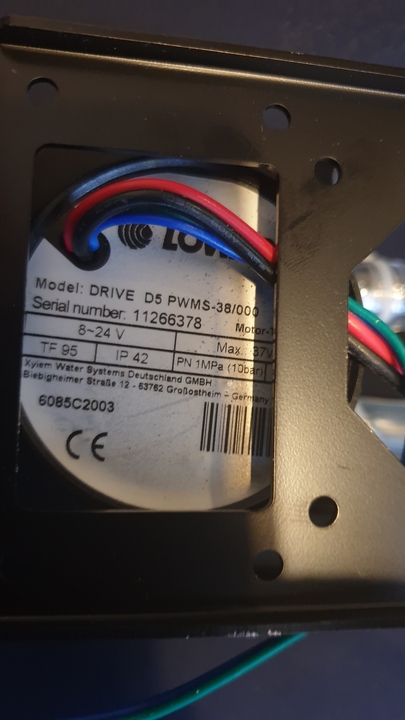 Model: DRIVE D5 PWMS-38/000
Serial number: 11266378
Motor-
8~24 V
Max. 37W
TF 95
IP 42
PN 1MPa (10bar)
Xylem Water Systems Deutschland GMBH
Biebigheimer Straße 12 - 63762 Großostheim - Germany
6085C2003
CE